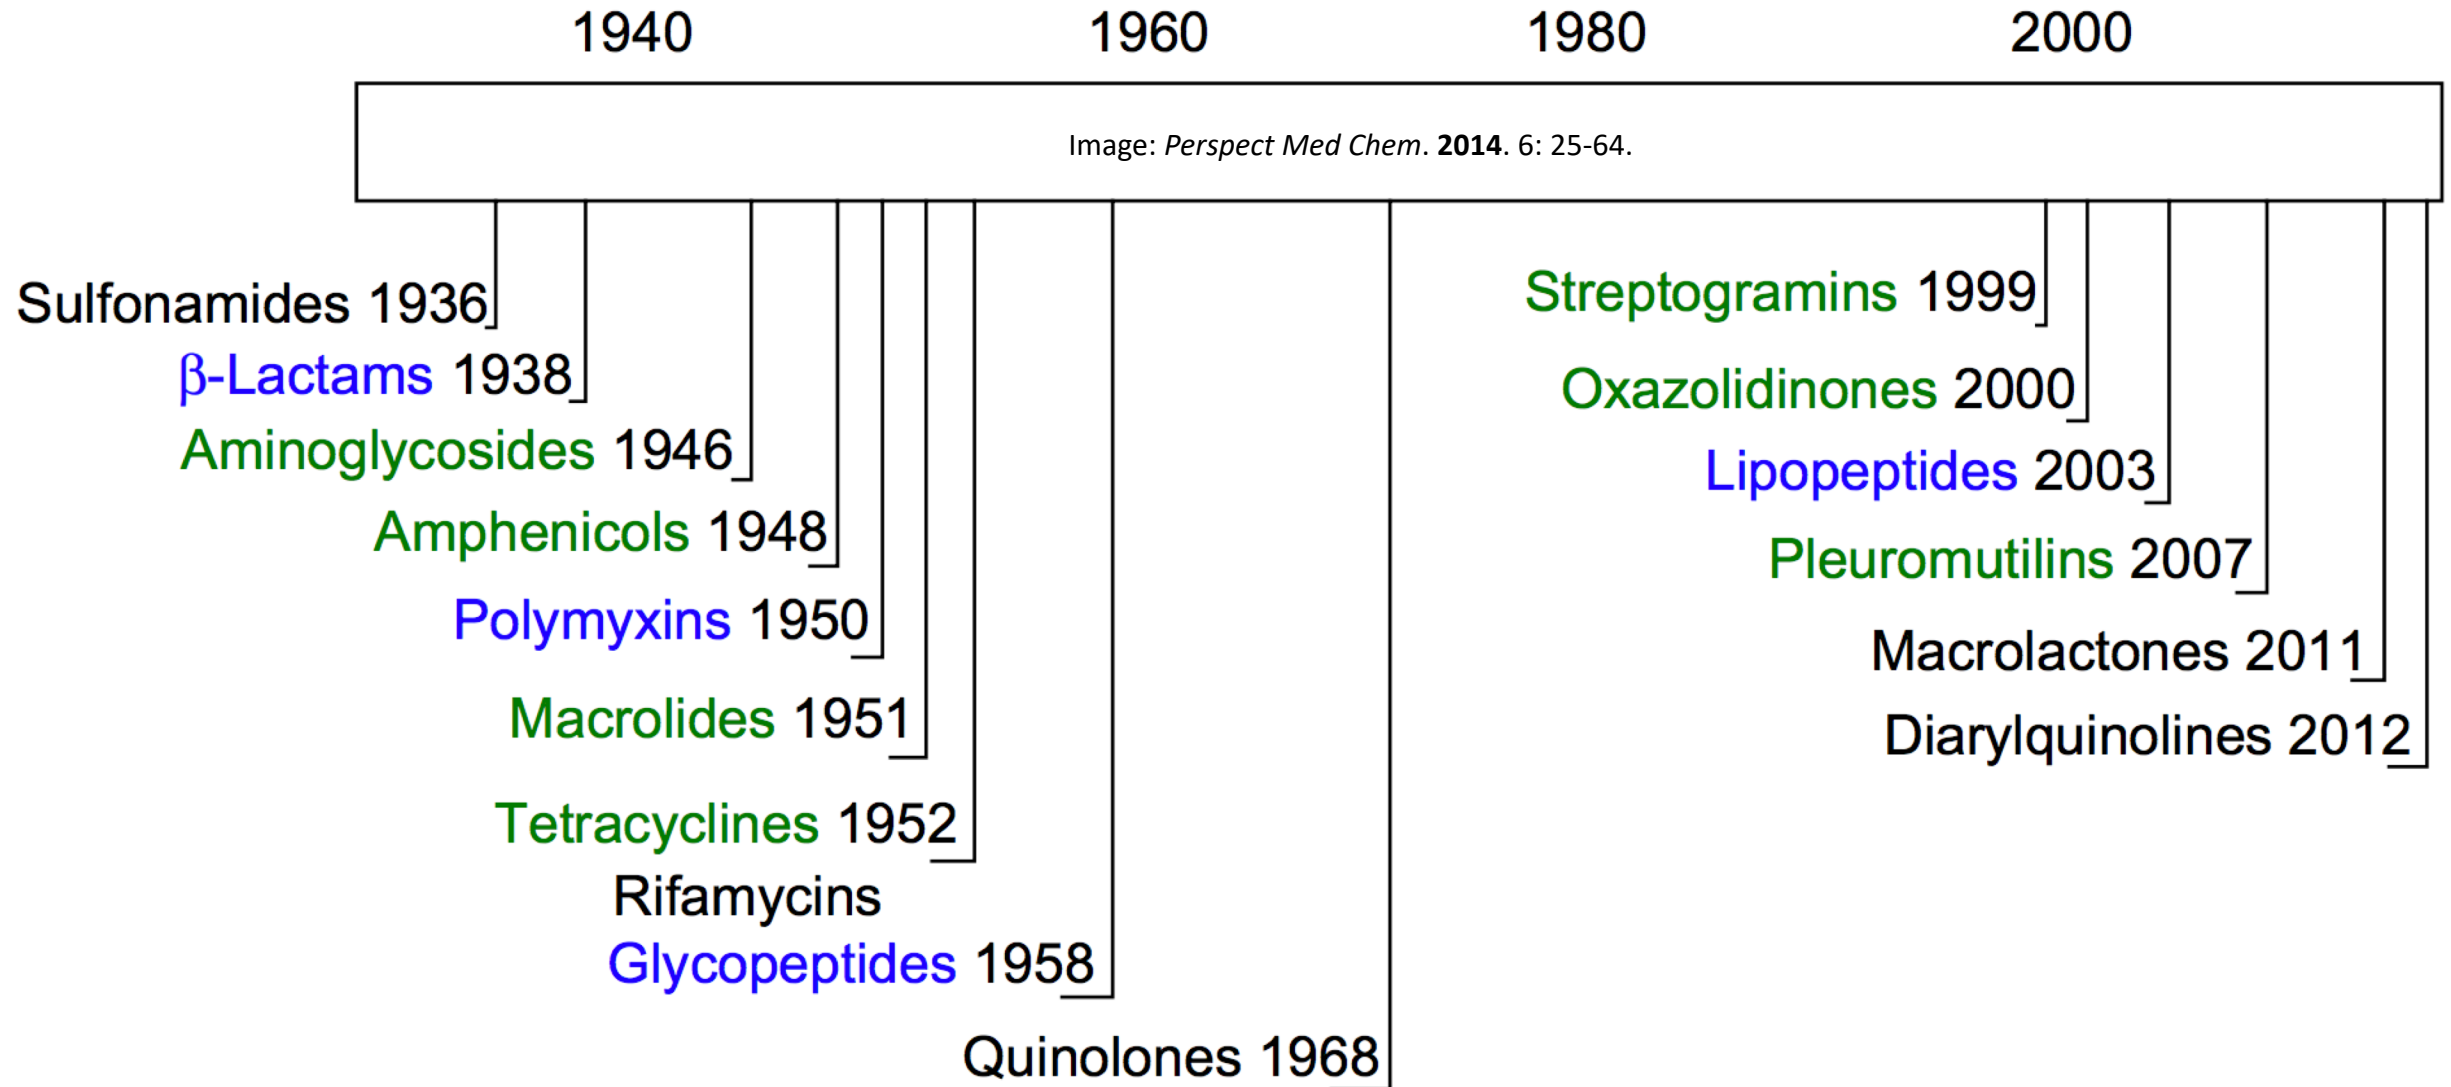 1940 1960 1980 2000
Image: Perspect Med Chem. 2014. 6: 25-64.
Sulfonamides 1936
β-Lactams 1938
Aminoglycosides 1946
Amphenicols 1948
Polymyxins 1950
Macrolides 1951
Tetracyclines 1952
Rifamycins
Glycopeptides 1958
Quinolones 1968
Streptogramins 1999
Oxazolidinones 2000
Lipopeptides 2003
Pleuromutilins 2007
Macrolactones 2011
Diarylquinolines 2012